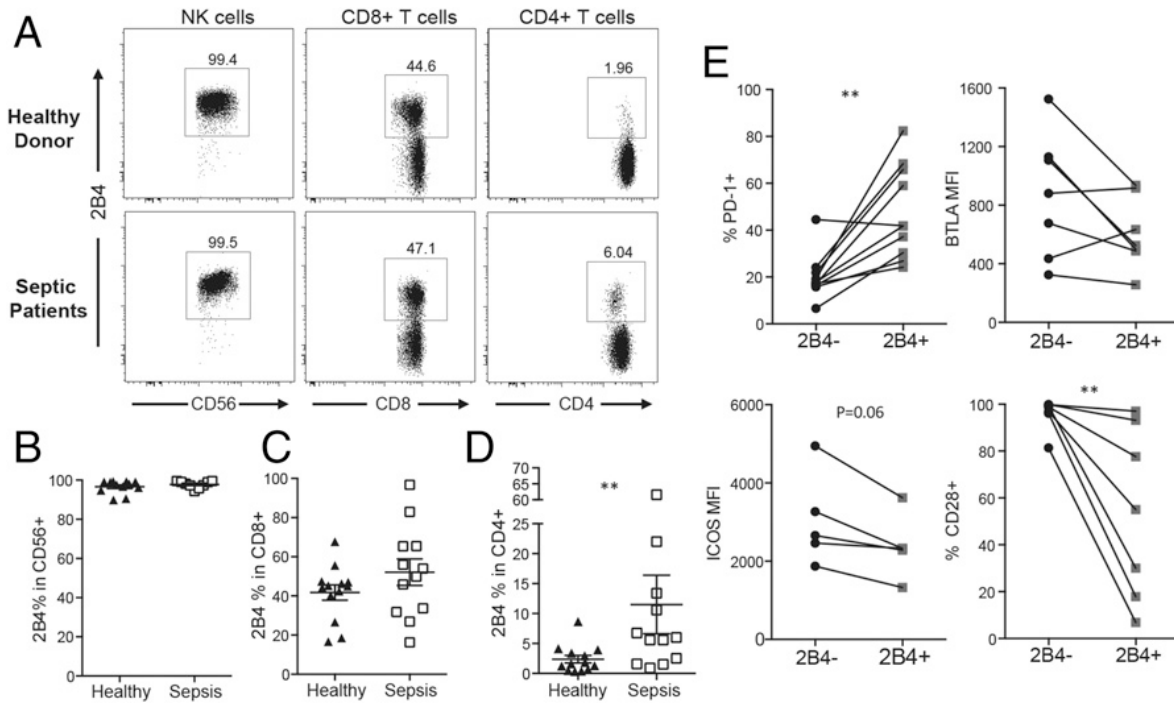 A
NK cells
CD8+ T cells
CD4+ T cells
Healthy
Donor
99.4
44.6
1.96
2B4
Septic
Patients
99.5
47.1
6.04
CD56
CD8
CD4
B
2B4% in CD56+
100
80
60
40
20
0
Healthy
Sepsis
C
2B4 % in CD8+
100
80
60
40
20
0
Healthy
Sepsis
D
2B4 % in CD4+
70
65
60
25
20
15
10
5
0
**
Healthy
Sepsis
E
% PD-1+
100
80
60
40
20
0
**
2B4-
2B4+
BTLA MFI
1600
1200
800
400
0
2B4-
2B4+
ICOS MFI
6000
4000
2000
0
P=0.06
2B4-
2B4+
% CD28+
100
80
60
40
20
0
**
2B4-
2B4+